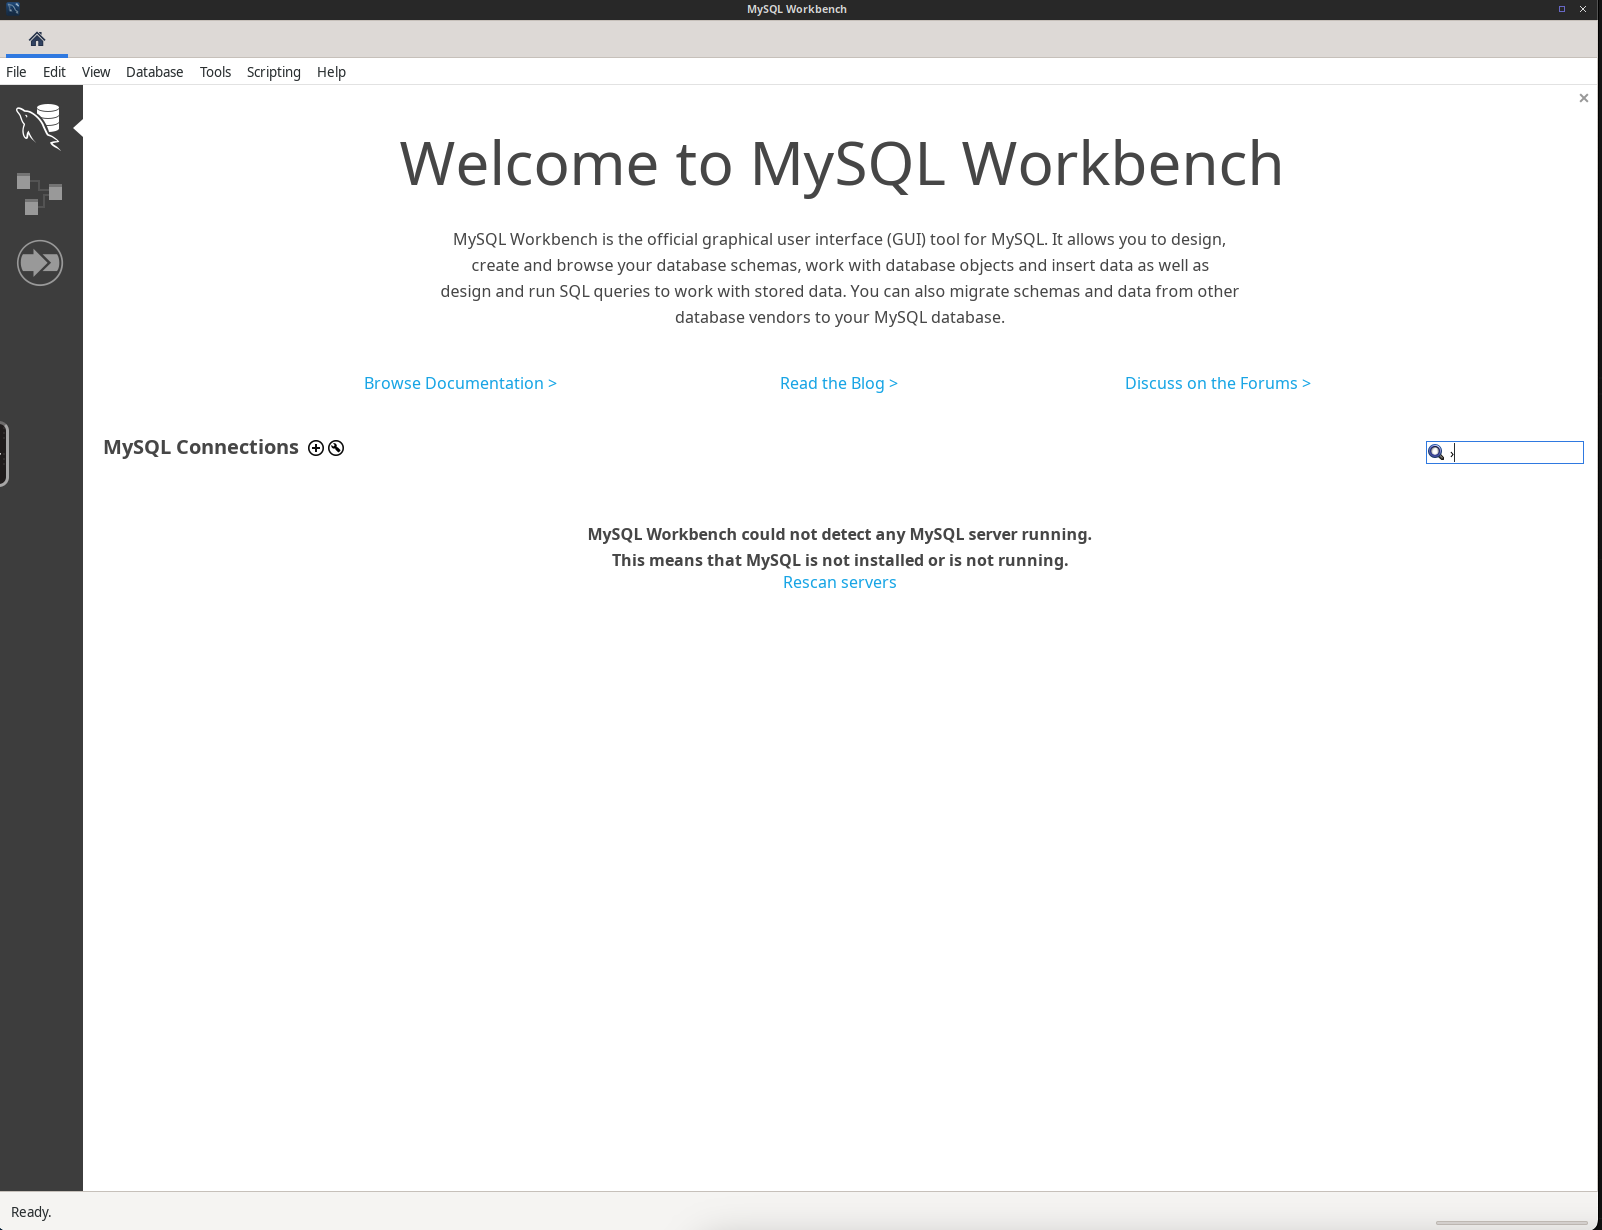 MySQL Workbench
File Edit View Database Tools Scripting Help
Welcome to MySQL Workbench
MySQL Workbench is the official graphical user interface (GUI) tool for MySQL. It allows you to design,
create and browse your database schemas, work with database objects and insert data as well as
design and run SQL queries to work with stored data. You can also migrate schemas and data from other
database vendors to your MySQL database.
Browse Documentation > Read the Blog > Discuss on the Forums >
MySQL Connections
›
MySQL Workbench could not detect any MySQL server running.
This means that MySQL is not installed or is not running.
Rescan servers
Ready.